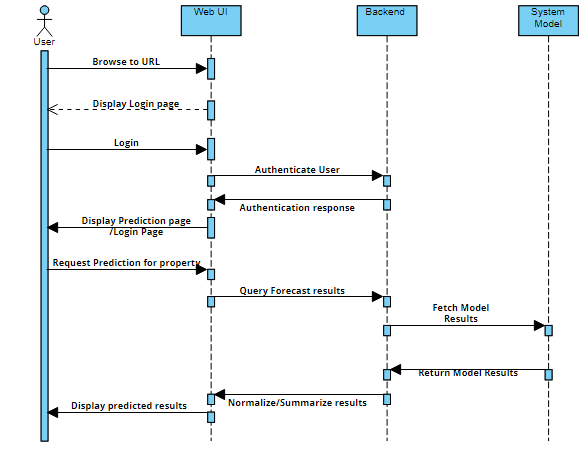 User
Web UI
Backend
System
Model
Browse to URL
Display Login page
Login
Authenticate User
Authentication response
Display Prediction page
/Login Page
Request Prediction for property
Query Forecast results
Fetch Model
Results
Return Model Results
Normalize/Summarize results
Display predicted results